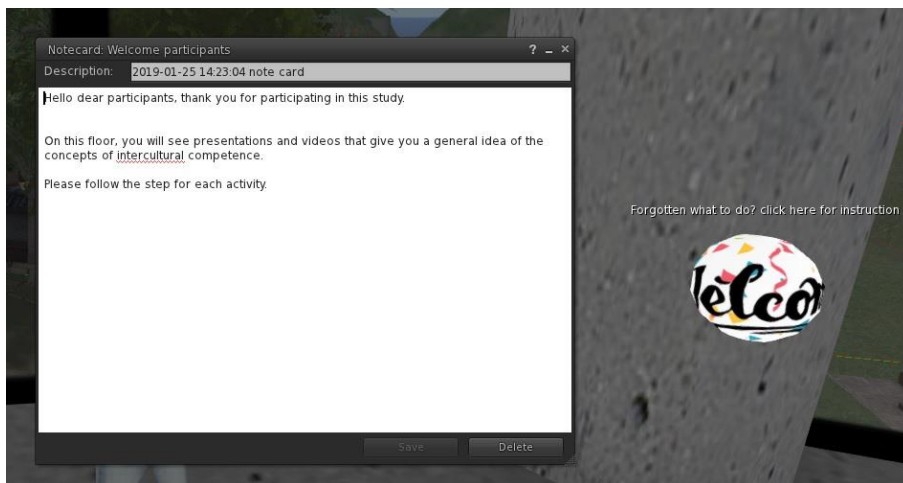 Notecard: Welcome participants
Description: 2019-01-25 14:23:04 note card
Hello dear participants, thank you for participating in this study.
On this floor, you will see presentations and videos that give you a general idea of the
concepts of intercultural competence.
Please follow the step for each activity.
Save Delete
Forgotten what to do? click here for instruction